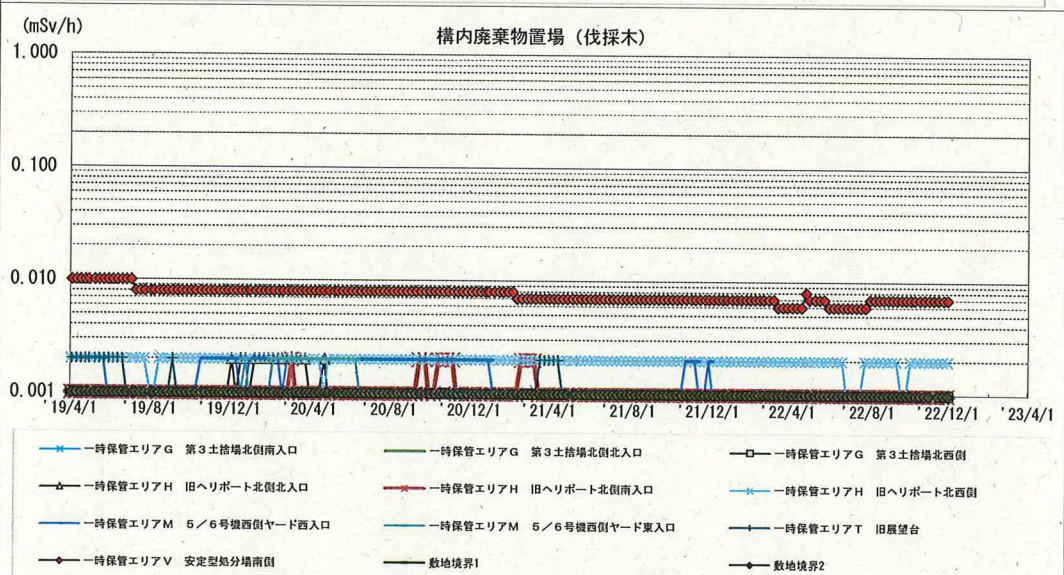 (mSv/h)
構内廃棄物置場（伐採木）
1.000
0.100
0.010
0.001
'19/4/1 '19/8/1 '19/12/1 '20/4/1 '20/8/1 '20/12/1 '21/4/1 '21/8/1 '21/12/1 '22/4/1 '22/8/1 '22/12/1 '23/4/1
一時保管エリアG 第3土捨場北側南入口 一時保管エリアG 第3土捨場北側北入口 一時保管エリアG 第3土捨場北西側
一時保管エリアH 旧ヘリポート北側北入口 一時保管エリアH 旧ヘリポート北側南入口 一時保管エリアH 旧ヘリポート北西側
一時保管エリアM 5／6号機西側ヤード西入口 一時保管エリアM 5／6号機西側ヤード東入口 一時保管エリアT 旧展望台
一時保管エリアV 安定型処分場南側 敷地境界1 敷地境界2